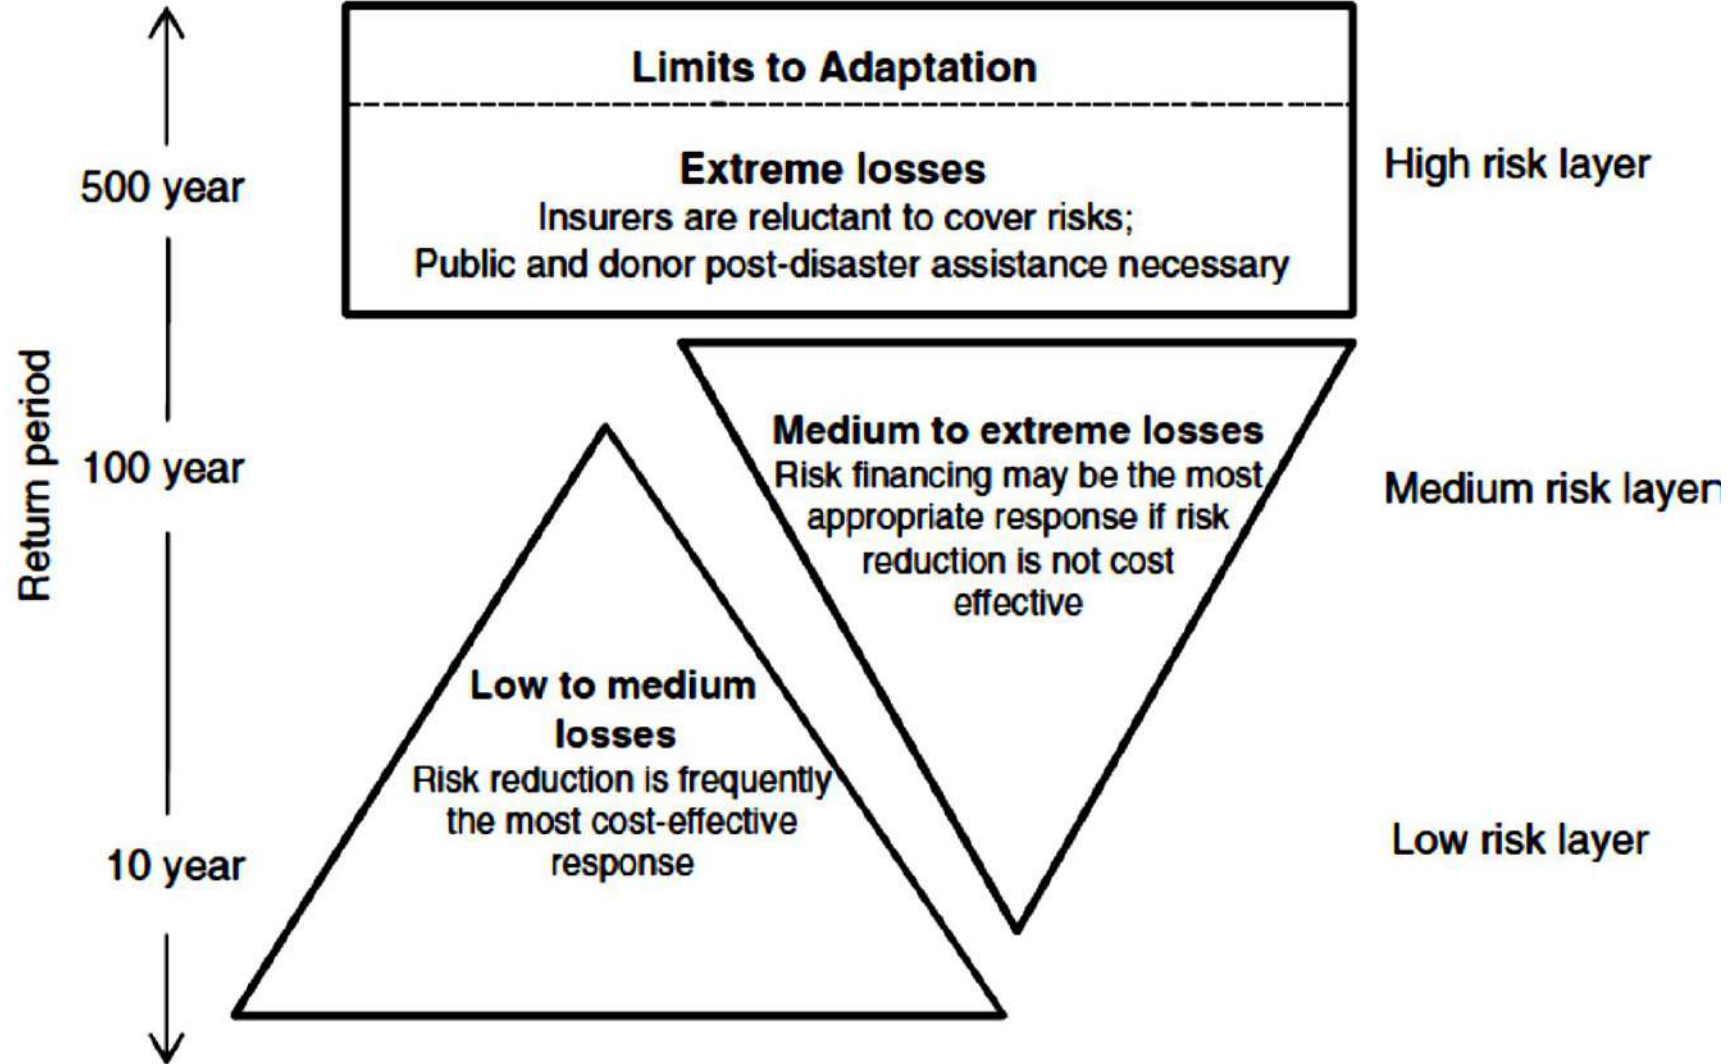 Limits to Adaptation
Extreme losses
Insurers are reluctant to cover risks;
Public and donor post-disaster assistance necessary
High risk layer
500 year
Return period
100 year
Medium to extreme losses
Risk financing may be the most
appropriate response if risk
reduction is not cost
effective
Medium risk layer
Low to medium
losses
Risk reduction is frequently
the most cost-effective
response
10 year
Low risk layer